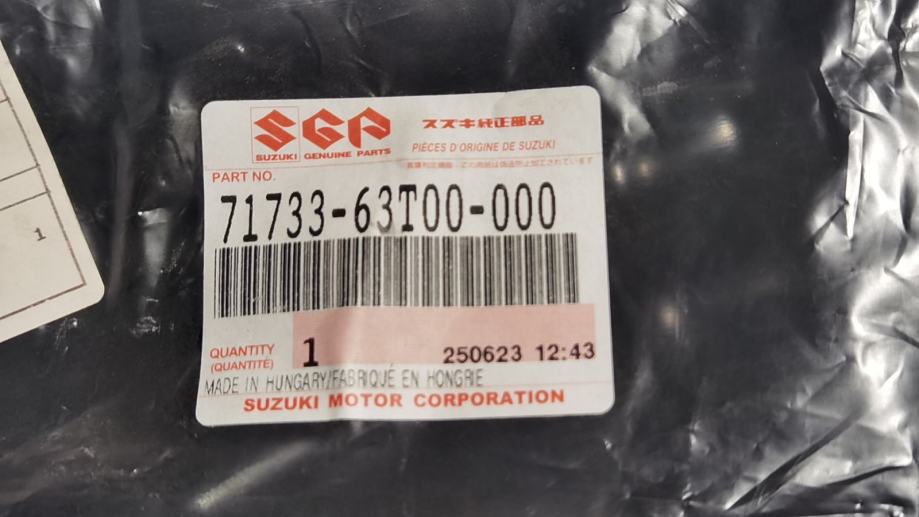 SGP
スズキ純正部品
SUZUKI GENUINE PARTS
PIÈCES D'ORIGINE DE SUZUKI
PART NO.
71733-63T00-000
QUANTITY
(QUANTITÉ)
1
250623 12:43
MADE IN HUNGARY/FABRIQUÉ EN HONGRIE
SUZUKI MOTOR CORPORATION
1